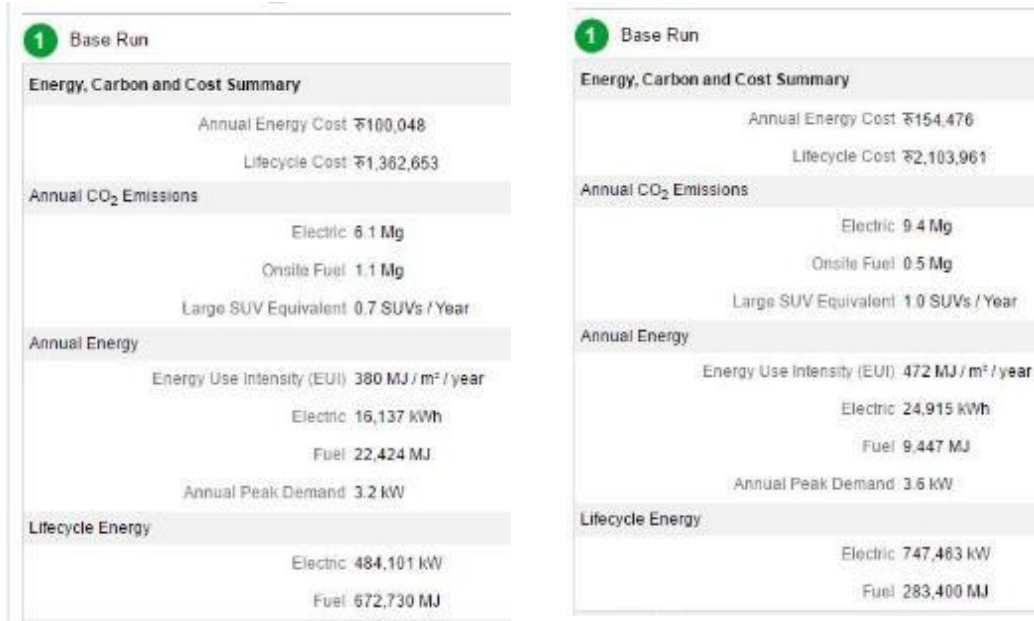 1 Base Run
Energy, Carbon and Cost Summary
Annual Energy Cost ₹100,048
Lifecycle Cost ₹1,362,653
Annual CO₂ Emissions
Electric 6.1 Mg
Onsite Fuel 1.1 Mg
Large SUV Equivalent 0.7 SUVs / Year
Annual Energy
Energy Use Intensity (EUI) 380 MJ / m² / year
Electric 16,137 kWh
Fuel 22,424 MJ
Annual Peak Demand 3.2 kW
Lifecycle Energy
Electric 484,101 kW
Fuel 672,730 MJ
1 Base Run
Energy, Carbon and Cost Summary
Annual Energy Cost ₹154,476
Lifecycle Cost ₹2,103,961
Annual CO₂ Emissions
Electric 9.4 Mg
Onsite Fuel 0.5 Mg
Large SUV Equivalent 1.0 SUVs / Year
Annual Energy
Energy Use Intensity (EUI) 472 MJ / m² / year
Electric 24,915 kWh
Fuel 9,447 MJ
Annual Peak Demand 3.6 kW
Lifecycle Energy
Electric 747,463 kW
Fuel 283,400 MJ